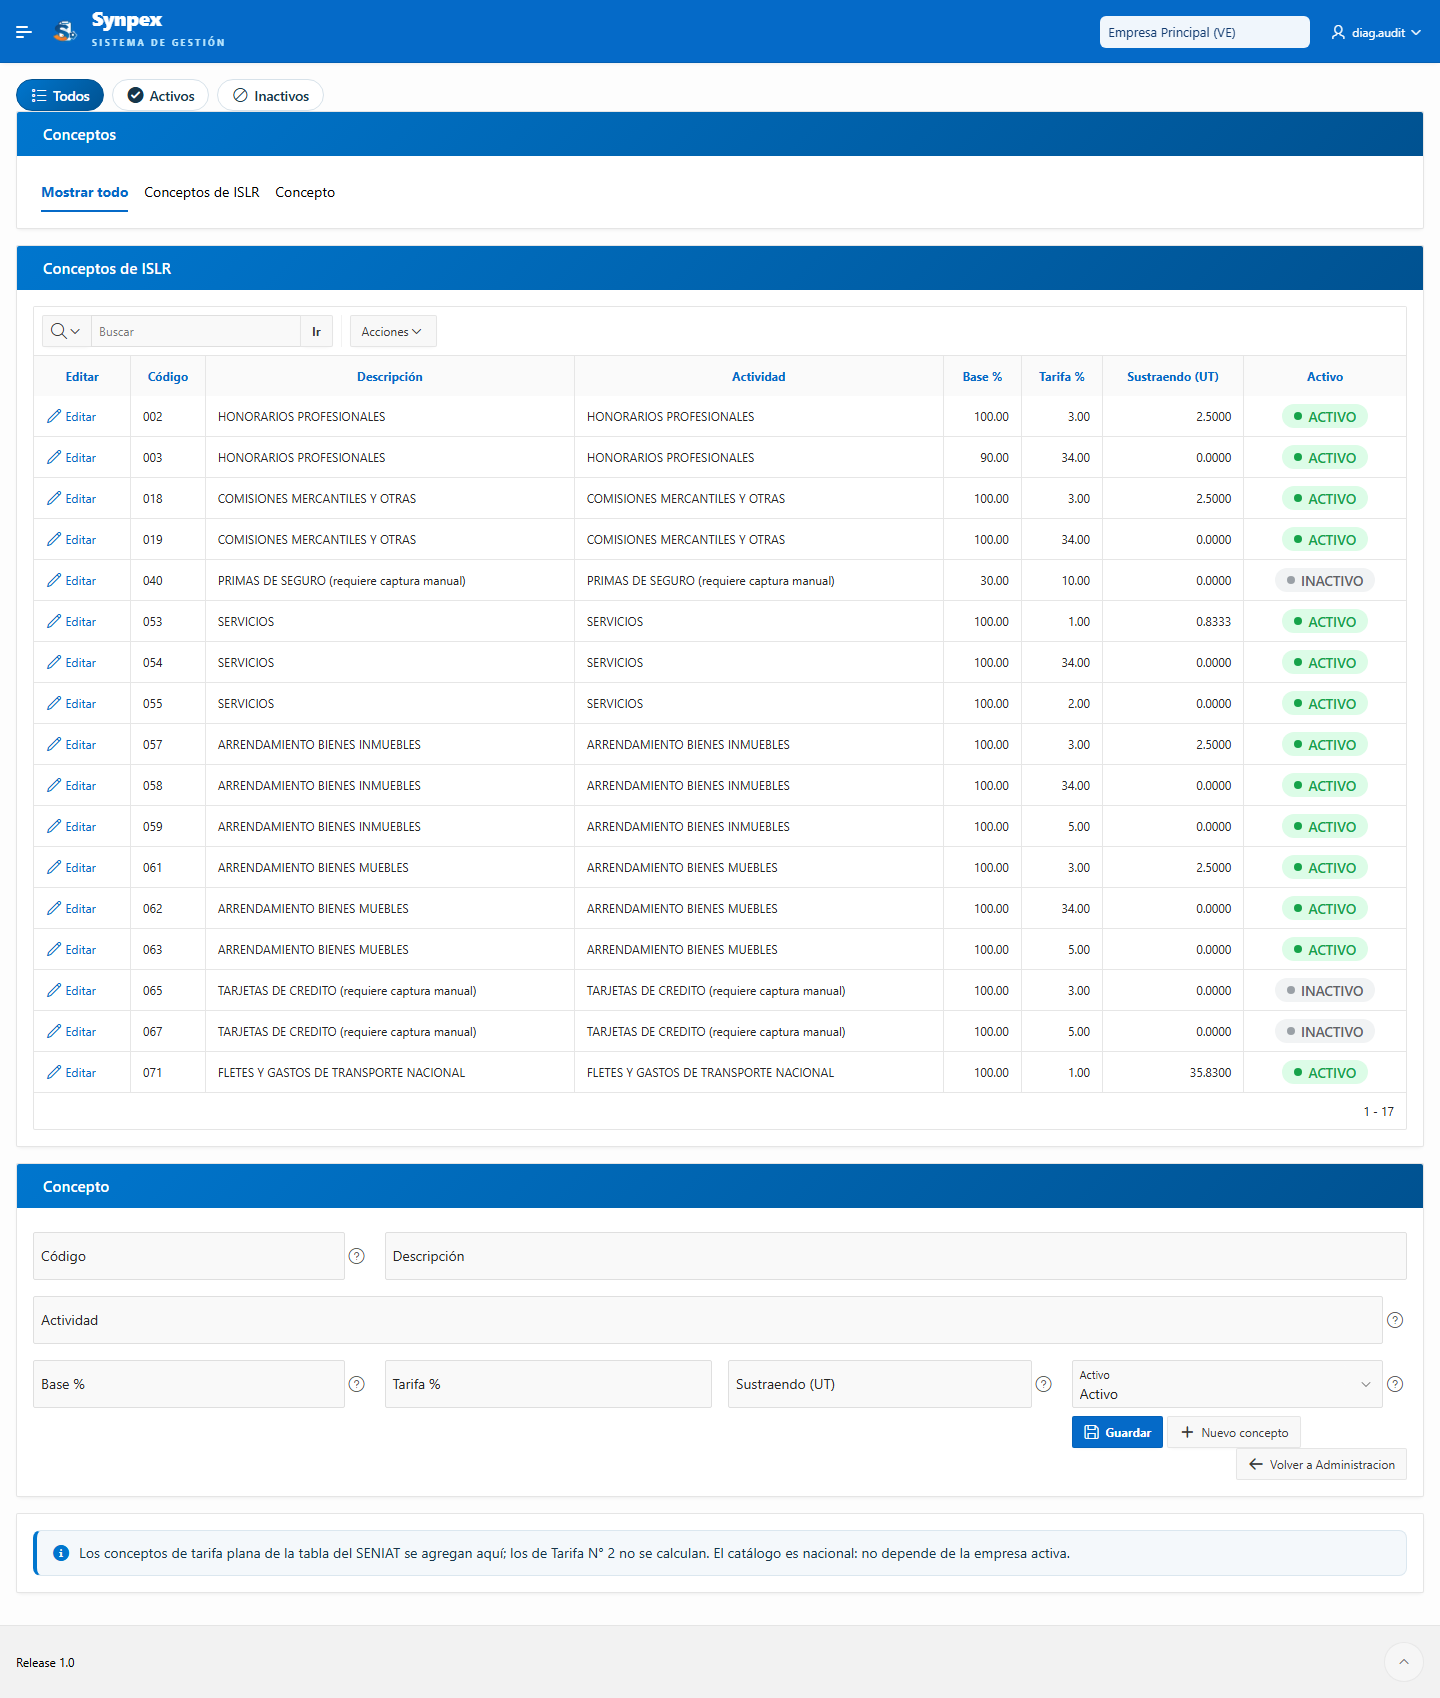 Synpex
SISTEMA DE GESTIÓN
Empresa Principal (VE)
diag.audit
Todos
Activos
Inactivos
Conceptos
Mostrar todo
Conceptos de ISLR
Concepto
Conceptos de ISLR
Buscar
Ir
Acciones
Editar Código Descripción Actividad Base % Tarifa % Sustraendo (UT) Activo
Editar 002 HONORARIOS PROFESIONALES HONORARIOS PROFESIONALES 100.00 3.00 2.5000 ACTIVO
Editar 003 HONORARIOS PROFESIONALES HONORARIOS PROFESIONALES 90.00 34.00 0.0000 ACTIVO
Editar 018 COMISIONES MERCANTILES Y OTRAS COMISIONES MERCANTILES Y OTRAS 100.00 3.00 2.5000 ACTIVO
Editar 019 COMISIONES MERCANTILES Y OTRAS COMISIONES MERCANTILES Y OTRAS 100.00 34.00 0.0000 ACTIVO
Editar 040 PRIMAS DE SEGURO (requiere captura manual) PRIMAS DE SEGURO (requiere captura manual) 30.00 10.00 0.0000 INACTIVO
Editar 053 SERVICIOS SERVICIOS 100.00 1.00 0.8333 ACTIVO
Editar 054 SERVICIOS SERVICIOS 100.00 34.00 0.0000 ACTIVO
Editar 055 SERVICIOS SERVICIOS 100.00 2.00 0.0000 ACTIVO
Editar 057 ARRENDAMIENTO BIENES INMUEBLES ARRENDAMIENTO BIENES INMUEBLES 100.00 3.00 2.5000 ACTIVO
Editar 058 ARRENDAMIENTO BIENES INMUEBLES ARRENDAMIENTO BIENES INMUEBLES 100.00 34.00 0.0000 ACTIVO
Editar 059 ARRENDAMIENTO BIENES INMUEBLES ARRENDAMIENTO BIENES INMUEBLES 100.00 5.00 0.0000 ACTIVO
Editar 061 ARRENDAMIENTO BIENES MUEBLES ARRENDAMIENTO BIENES MUEBLES 100.00 3.00 2.5000 ACTIVO
Editar 062 ARRENDAMIENTO BIENES MUEBLES ARRENDAMIENTO BIENES MUEBLES 100.00 34.00 0.0000 ACTIVO
Editar 063 ARRENDAMIENTO BIENES MUEBLES ARRENDAMIENTO BIENES MUEBLES 100.00 5.00 0.0000 ACTIVO
Editar 065 TARJETAS DE CREDITO (requiere captura manual) TARJETAS DE CREDITO (requiere captura manual) 100.00 3.00 0.0000 INACTIVO
Editar 067 TARJETAS DE CREDITO (requiere captura manual) TARJETAS DE CREDITO (requiere captura manual) 100.00 5.00 0.0000 INACTIVO
Editar 071 FLETES Y GASTOS DE TRANSPORTE NACIONAL FLETES Y GASTOS DE TRANSPORTE NACIONAL 100.00 1.00 35.8300 ACTIVO
1 - 17
Concepto
Código
Descripción
Actividad
Base %
Tarifa %
Sustraendo (UT)
Activo
Activo
Guardar
Nuevo concepto
Volver a Administracion
Los conceptos de tarifa plana de la tabla del SENIAT se agregan aquí; los de Tarifa N° 2 no se calculan. El catálogo es nacional: no depende de la empresa activa.
Release 1.0